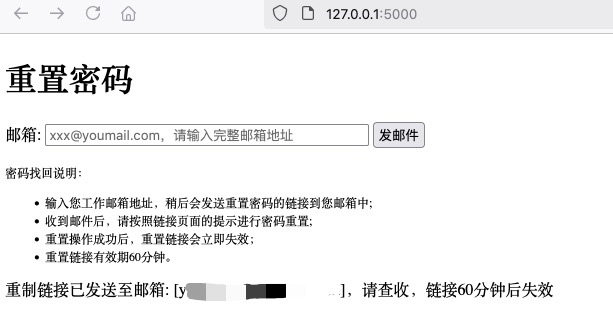 127.0.0.1:5000
重置密码
邮箱: xxx@youmail.com，请输入完整邮箱地址 发邮件
密码找回说明:
• 输入您工作邮箱地址，稍后会发送重置密码的链接到您邮箱中;
• 收到邮件后，请按照链接页面的提示进行密码重置;
• 重置操作成功后，重置链接会立即失效；
• 重置链接有效期60分钟。
重制链接已发送至邮箱: [y ]，请查收，链接60分钟后失效